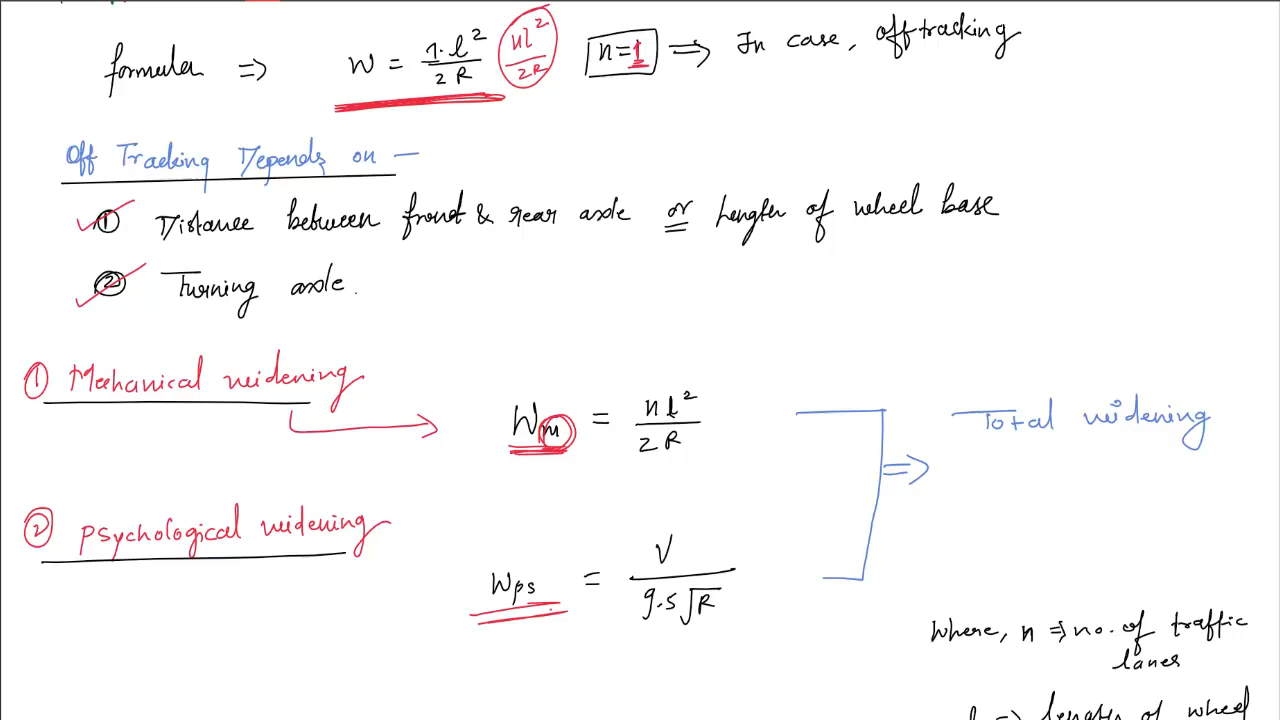 formula ⇒ W = 1·l²/2R nl²/2R n=1 ⇒ In case, offtracking
Off Tracking Depends on —
① Distance between front & rear axle or Length of wheel base
② Turning axle.
① Mechanical widening
Wm = nl²/2R
⇒ Total widening
② Psychological widening
Wps = V/9.5√R
Where, n ⇒ no. of traffic
lanes
l ⇒ length of wheel